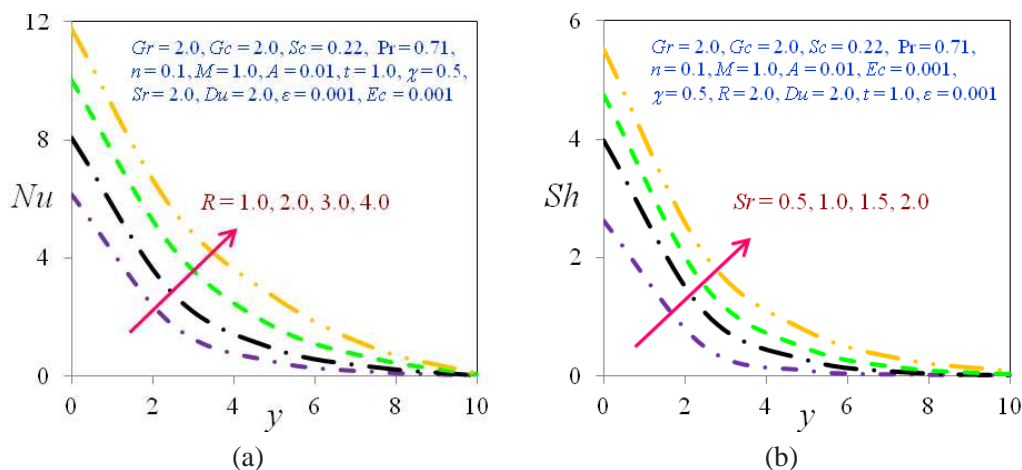 12
8
4
0
Nu
Gr = 2.0, Gc = 2.0, Sc = 0.22, Pr = 0.71,
n = 0.1, M = 1.0, A = 0.01, t = 1.0, χ = 0.5,
Sr = 2.0, Du = 2.0, ε = 0.001, Ec = 0.001
R = 1.0, 2.0, 3.0, 4.0
0 2 4 6 8 10
y
(a)
6
4
2
0
Sh
Gr = 2.0, Gc = 2.0, Sc = 0.22, Pr = 0.71,
n = 0.1, M = 1.0, A = 0.01, Ec = 0.001,
χ = 0.5, R = 2.0, Du = 2.0, t = 1.0, ε = 0.001
Sr = 0.5, 1.0, 1.5, 2.0
0 2 4 6 8 10
y
(b)